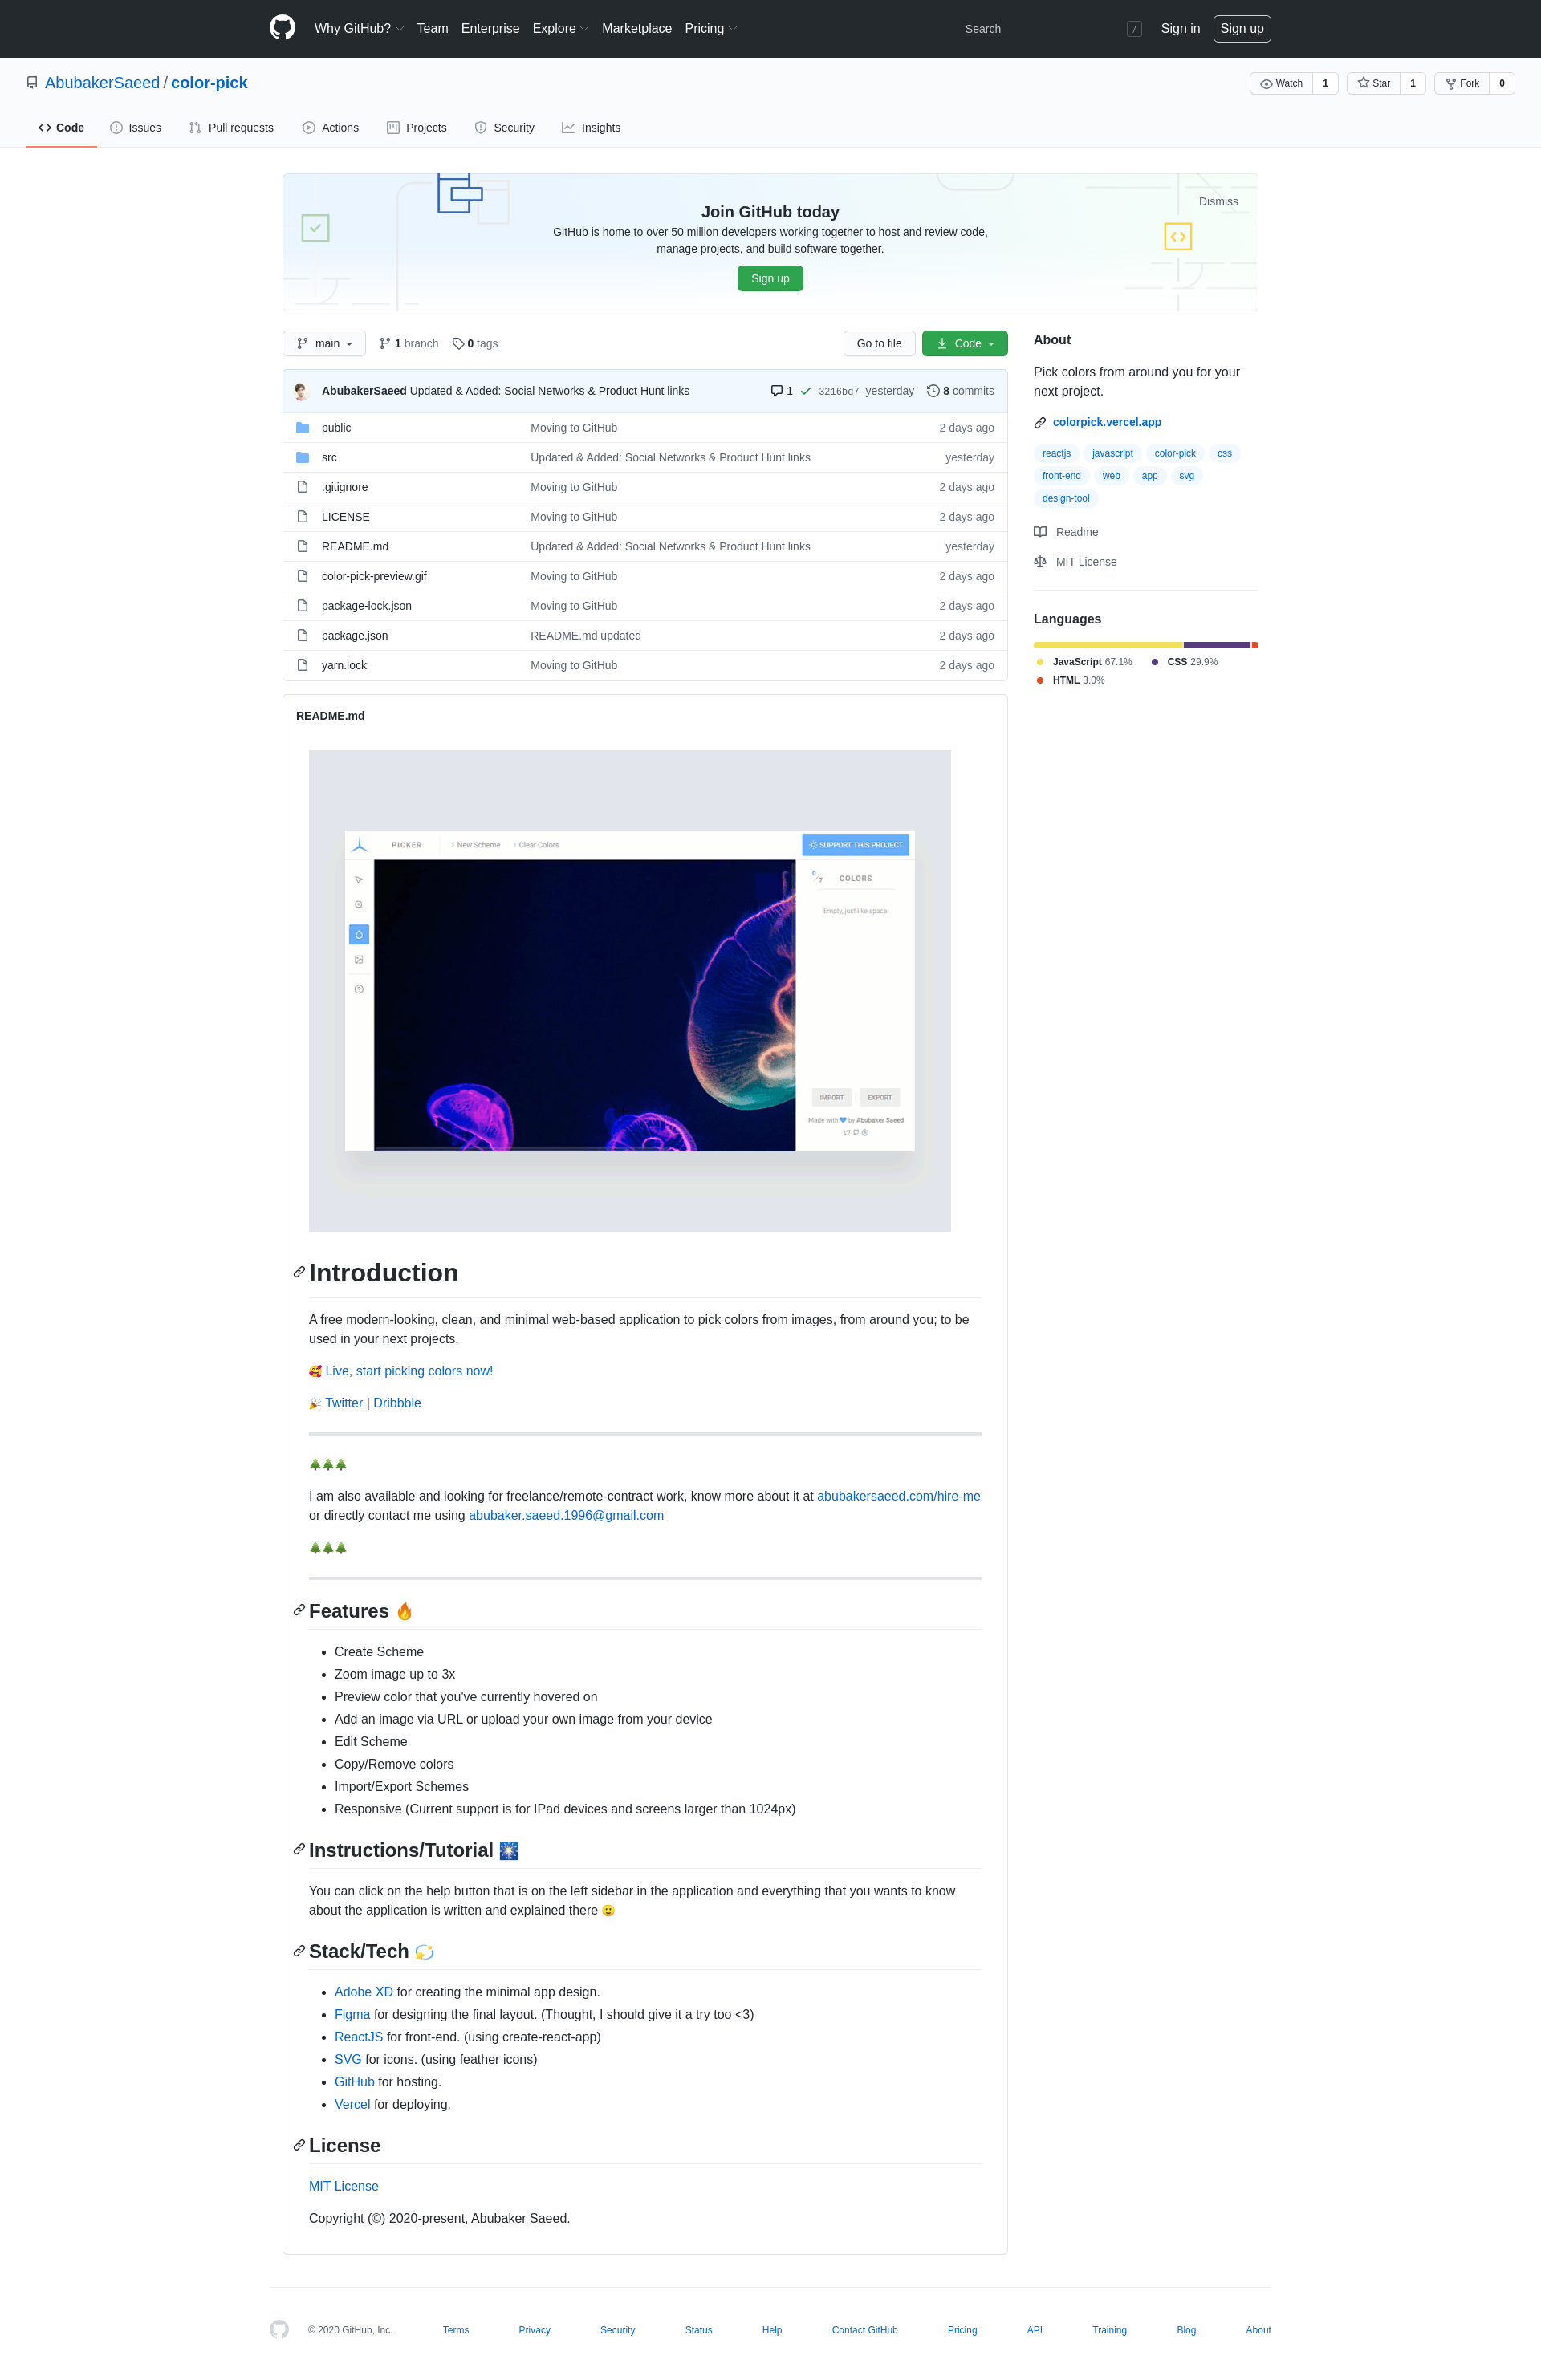 Why GitHub? Team Enterprise Explore Marketplace Pricing Search / Sign in Sign up
AbubakerSaeed / color-pick
Watch 1 Star 1 Fork 0
Code Issues Pull requests Actions Projects Security Insights
Dismiss
Join GitHub today
GitHub is home to over 50 million developers working together to host and review code,
manage projects, and build software together.
Sign up
main 1 branch 0 tags Go to file Code
AbubakerSaeed Updated & Added: Social Networks & Product Hunt links 1 3216bd7 yesterday 8 commits
public Moving to GitHub 2 days ago
src Updated & Added: Social Networks & Product Hunt links yesterday
.gitignore Moving to GitHub 2 days ago
LICENSE Moving to GitHub 2 days ago
README.md Updated & Added: Social Networks & Product Hunt links yesterday
color-pick-preview.gif Moving to GitHub 2 days ago
package-lock.json Moving to GitHub 2 days ago
package.json README.md updated 2 days ago
yarn.lock Moving to GitHub 2 days ago
About
Pick colors from around you for your
next project.
colorpick.vercel.app
reactjs javascript color-pick css
front-end web app svg
design-tool
Readme
MIT License
Languages
JavaScript 67.1% CSS 29.9%
HTML 3.0%
README.md
PICKER New Scheme Clear Colors SUPPORT THIS PROJECT
0/7 COLORS
Empty, just like space.
IMPORT EXPORT
Made with 💙 by Abubaker Saeed
Introduction
A free modern-looking, clean, and minimal web-based application to pick colors from images, from around you; to be
used in your next projects.
🥰 Live, start picking colors now!
🎉 Twitter | Dribbble
🌲🌲🌲
I am also available and looking for freelance/remote-contract work, know more about it at abubakersaeed.com/hire-me
or directly contact me using abubaker.saeed.1996@gmail.com
🌲🌲🌲
Features 🔥
• Create Scheme
• Zoom image up to 3x
• Preview color that you've currently hovered on
• Add an image via URL or upload your own image from your device
• Edit Scheme
• Copy/Remove colors
• Import/Export Schemes
• Responsive (Current support is for IPad devices and screens larger than 1024px)
Instructions/Tutorial 🎇
You can click on the help button that is on the left sidebar in the application and everything that you wants to know
about the application is written and explained there 🙂
Stack/Tech 💫
• Adobe XD for creating the minimal app design.
• Figma for designing the final layout. (Thought, I should give it a try too <3)
• ReactJS for front-end. (using create-react-app)
• SVG for icons. (using feather icons)
• GitHub for hosting.
• Vercel for deploying.
License
MIT License
Copyright (©) 2020-present, Abubaker Saeed.
© 2020 GitHub, Inc. Terms Privacy Security Status Help Contact GitHub Pricing API Training Blog About